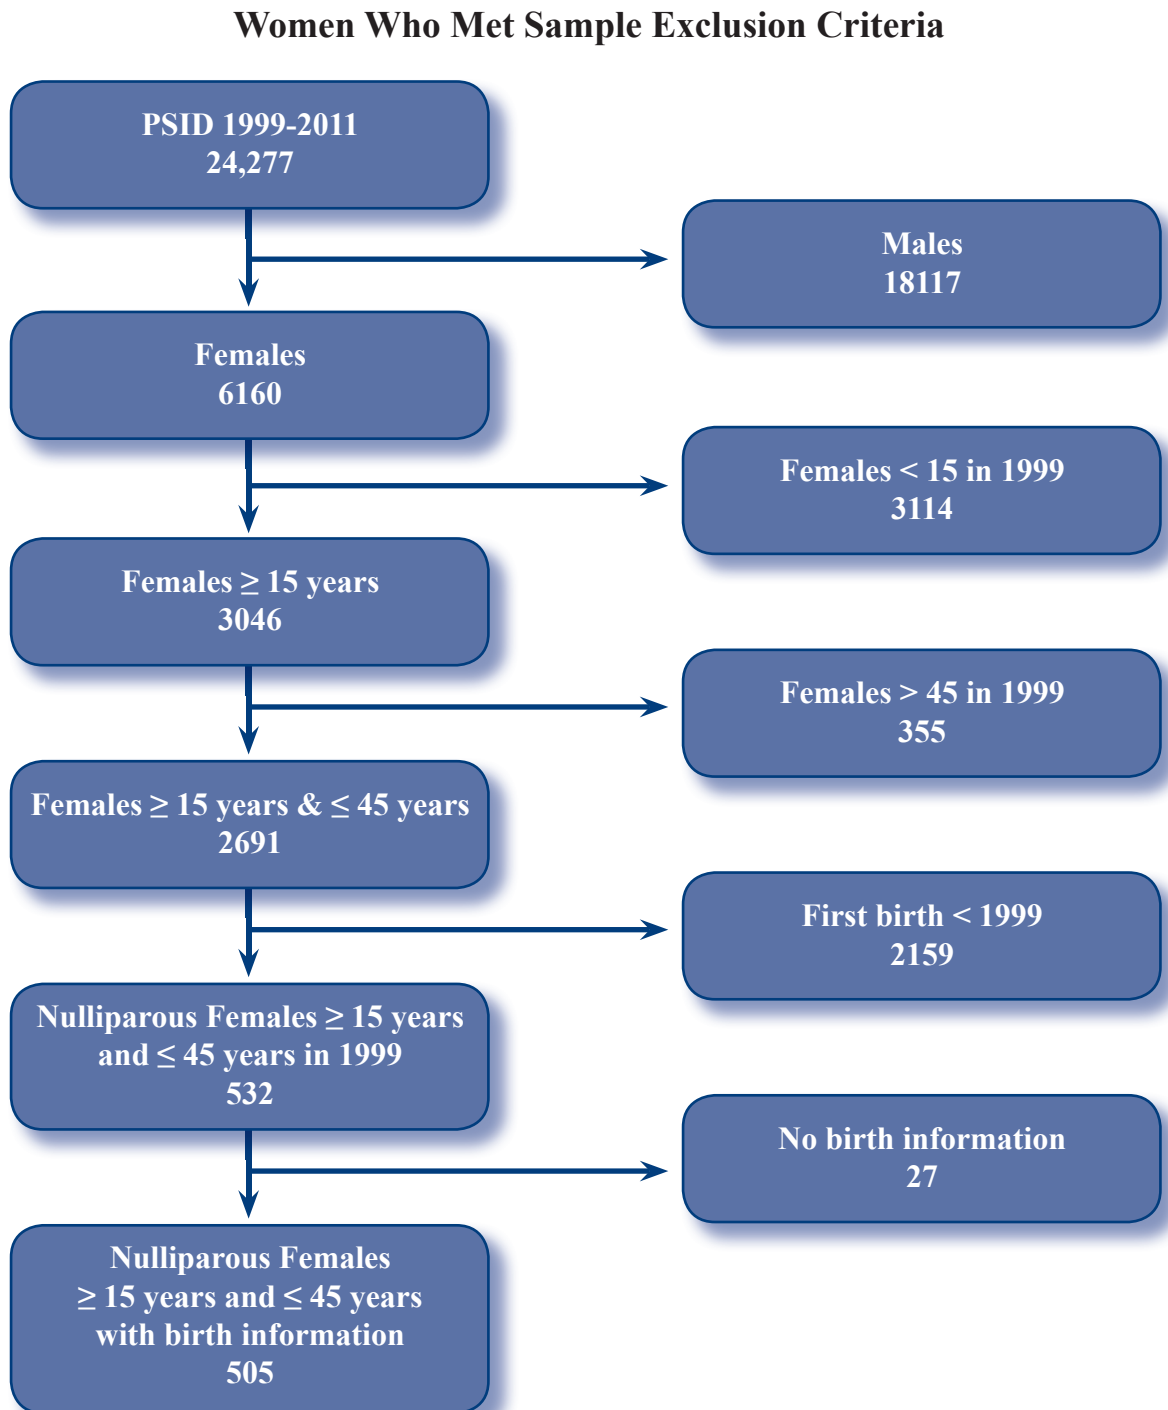 Women Who Met Sample Exclusion Criteria
PSID 1999-2011
24,277
Males
18117
Females
6160
Females < 15 in 1999
3114
Females ≥ 15 years
3046
Females > 45 in 1999
355
Females ≥ 15 years & ≤ 45 years
2691
First birth < 1999
2159
Nulliparous Females ≥ 15 years
and ≤ 45 years in 1999
532
No birth information
27
Nulliparous Females
≥ 15 years and ≤ 45 years
with birth information
505